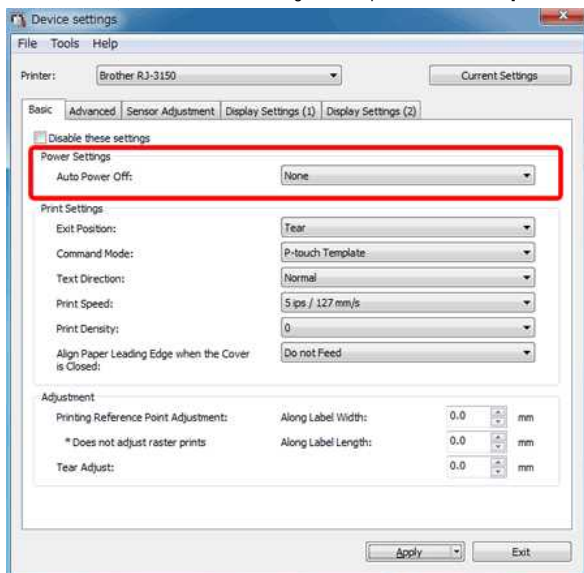 Device settings
File Tools Help
Printer: Brother RJ-3150 Current Settings
Basic Advanced Sensor Adjustment Display Settings (1) Display Settings (2)
Disable these settings
Power Settings
Auto Power Off: None
Print Settings
Exit Position: Tear
Command Mode: P-touch Template
Text Direction: Normal
Print Speed: 5 ips / 127 mm/s
Print Density: 0
Align Paper Leading Edge when the Cover Do not Feed
is Closed:
Adjustment
Printing Reference Point Adjustment: Along Label Width: 0.0 mm
* Does not adjust raster prints Along Label Length: 0.0 mm
Tear Adjust: 0.0 mm
Apply Exit